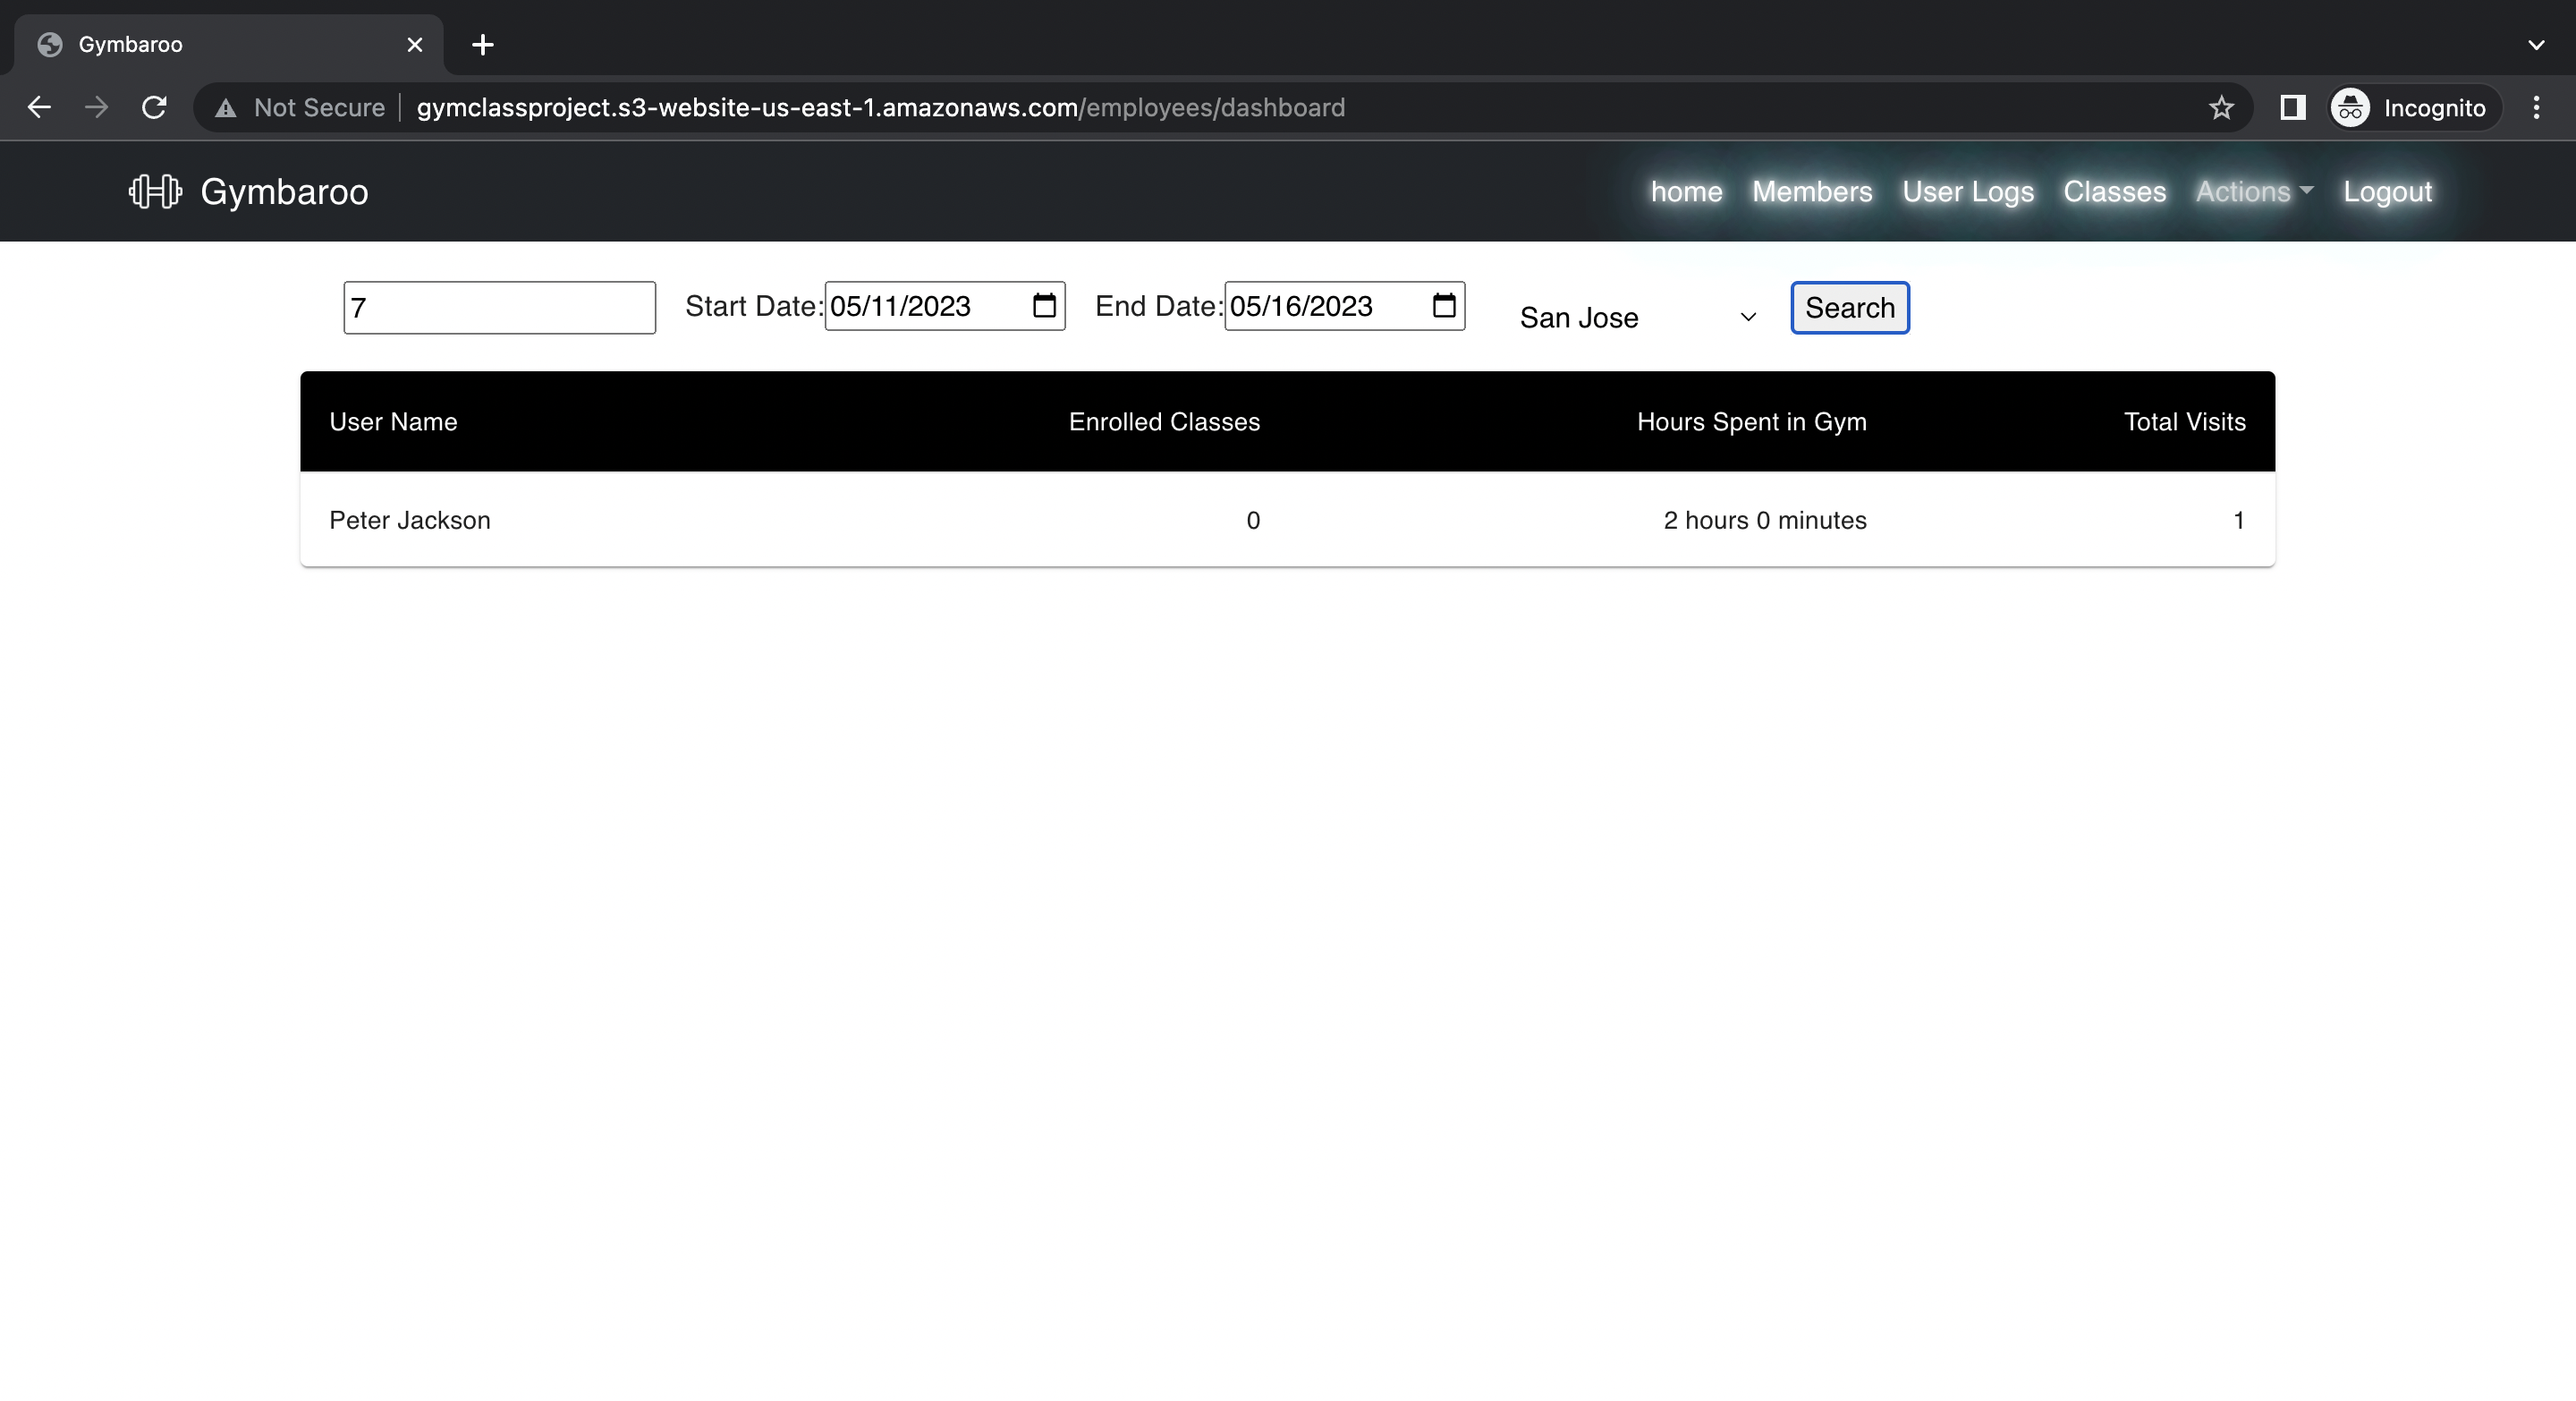 Gymbaroo
Not Secure gymclassproject.s3-website-us-east-1.amazonaws.com/employees/dashboard Incognito
Gymbaroo home Members User Logs Classes Actions Logout
7 Start Date: 05/11/2023 End Date: 05/16/2023 San Jose Search
User Name Enrolled Classes Hours Spent in Gym Total Visits
Peter Jackson 0 2 hours 0 minutes 1